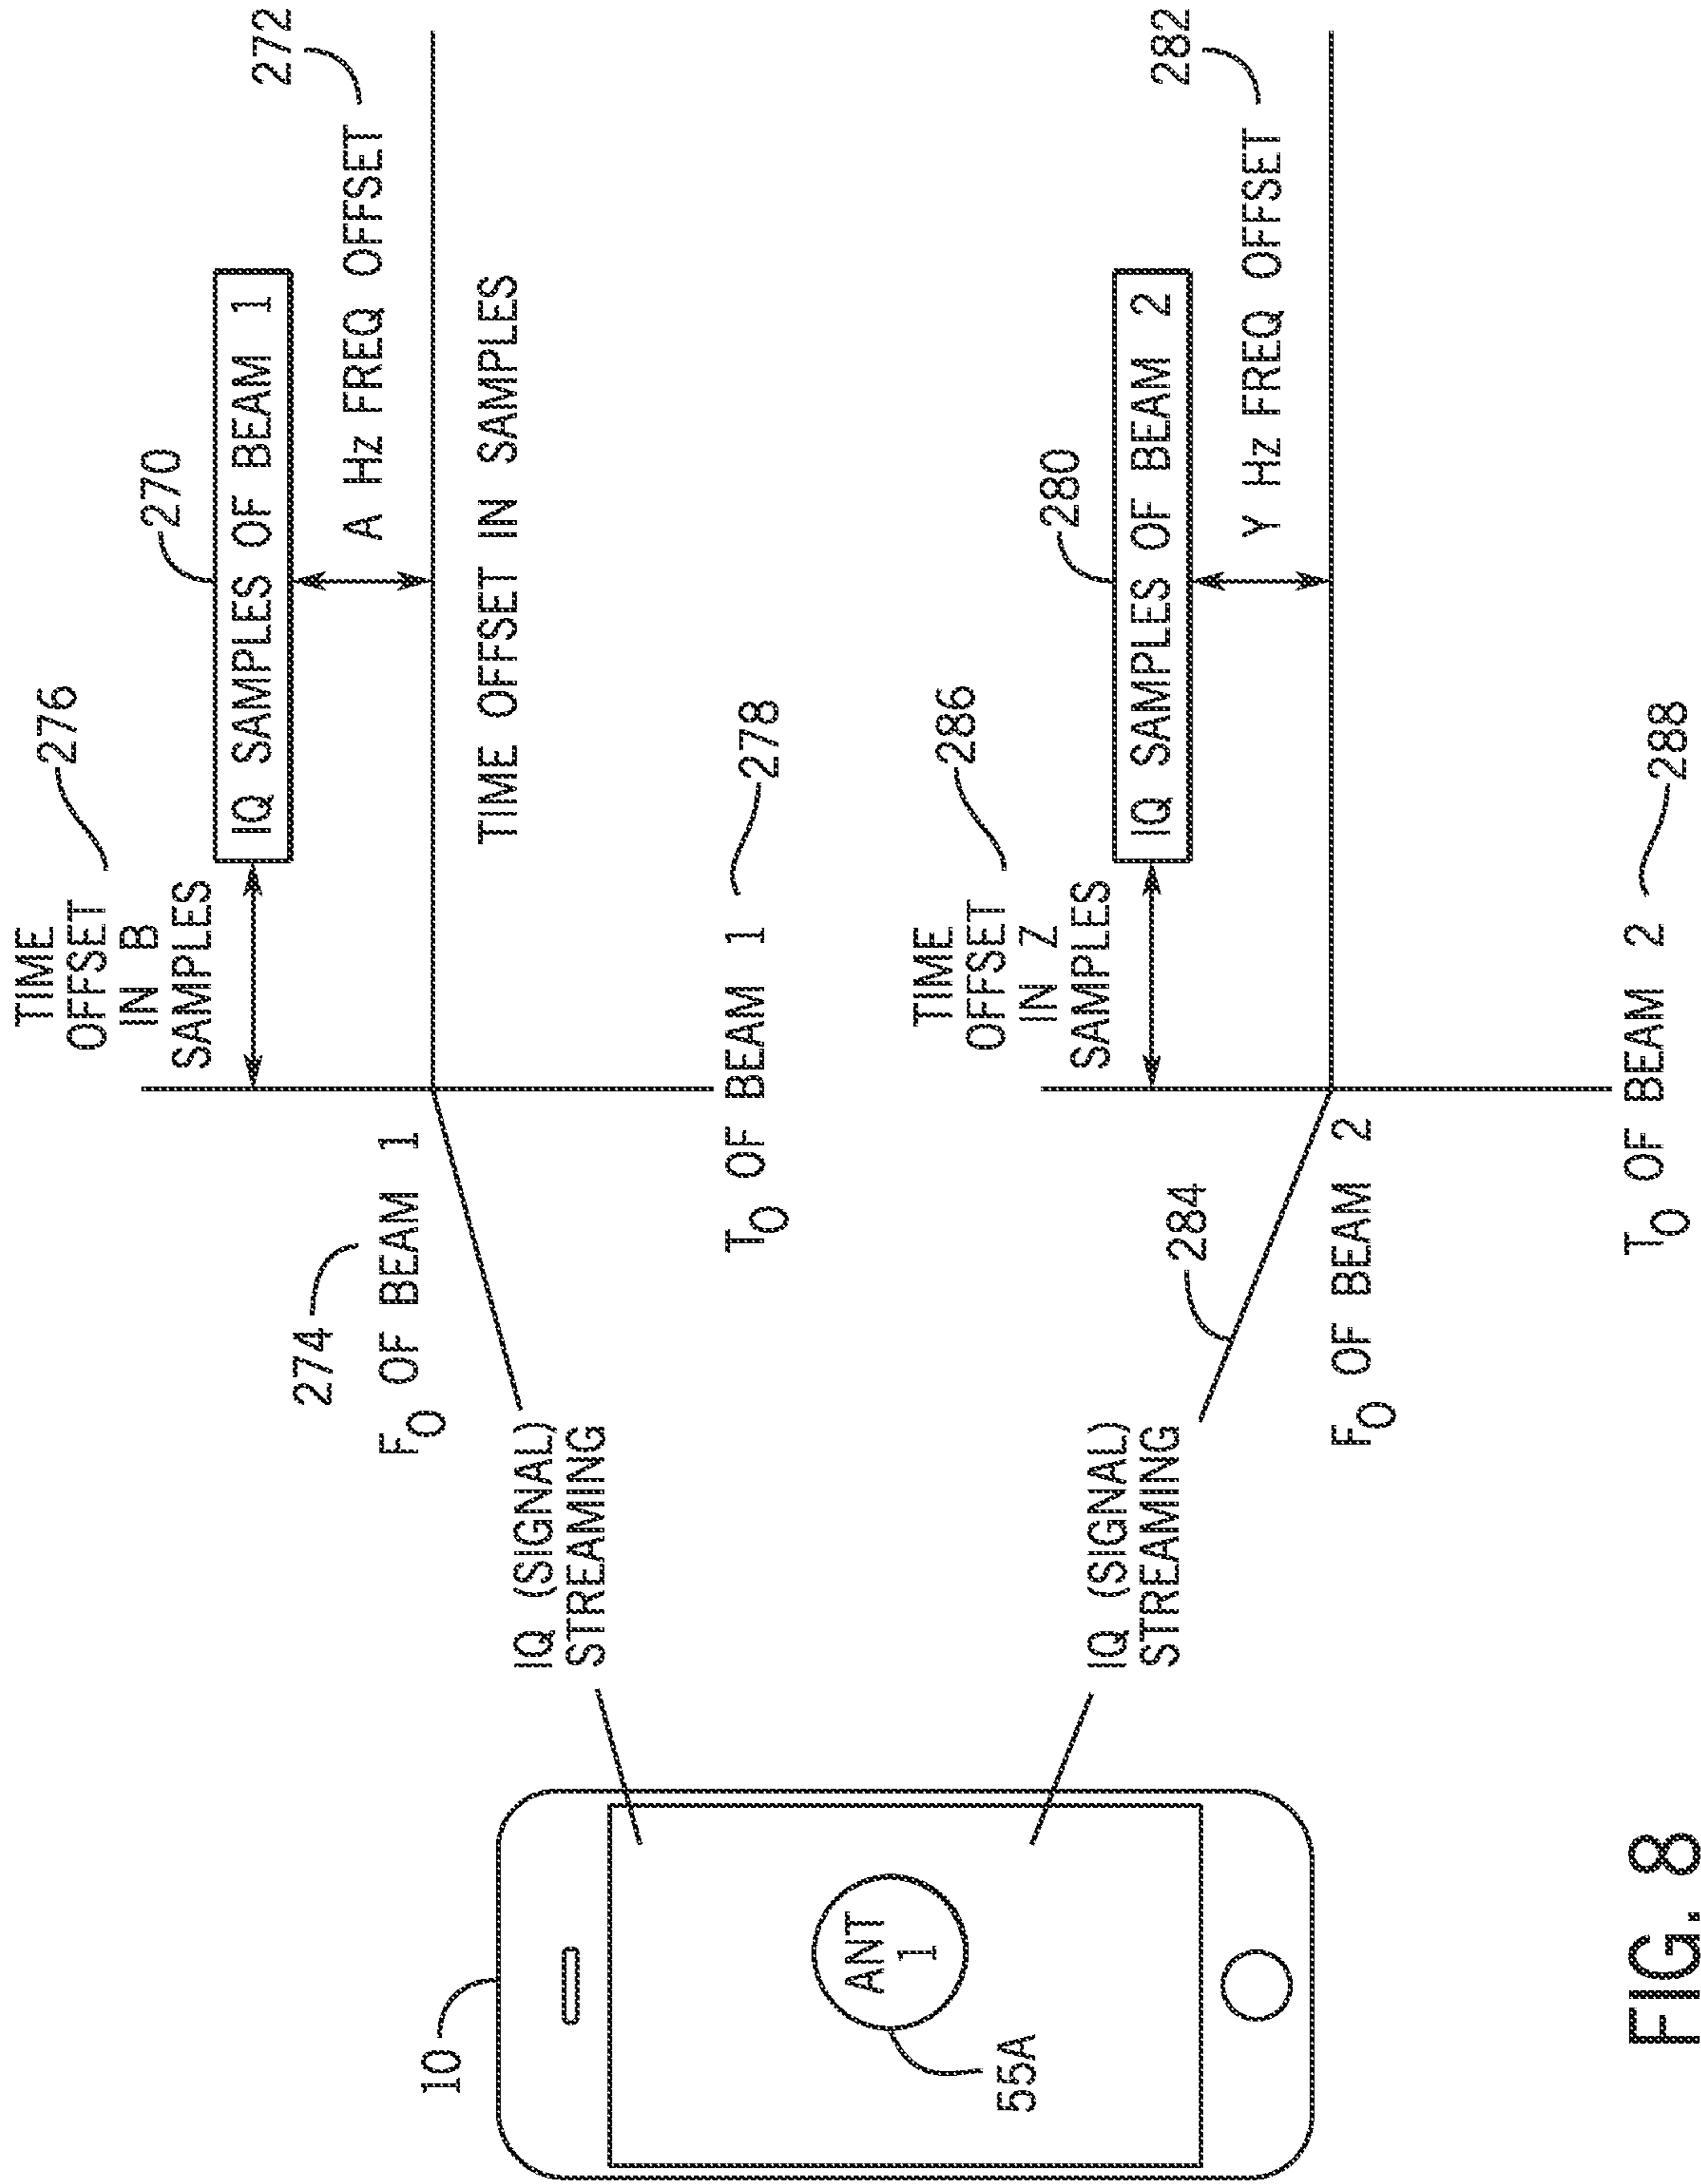 TIME
OFFSET
IN B
SAMPLES
276
270
IQ SAMPLES OF BEAM 1
272
A Hz FREQ OFFSET
274
F0 OF BEAM 1
TIME OFFSET IN SAMPLES
IQ (SIGNAL)
STREAMING
T0 OF BEAM 1
278
10
ANT
1
55A
TIME
OFFSET
IN Z
SAMPLES
286
280
IQ SAMPLES OF BEAM 2
282
Y Hz FREQ OFFSET
284
IQ (SIGNAL)
STREAMING
F0 OF BEAM 2
T0 OF BEAM 2
288
FIG. 8